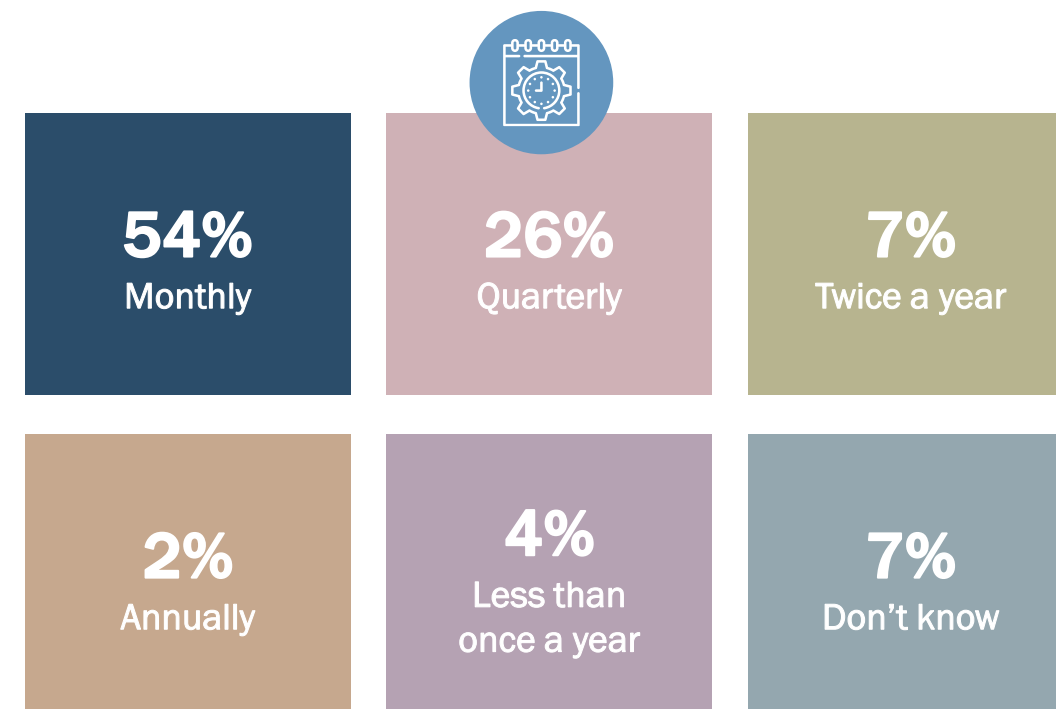 54%
Monthly
26%
Quarterly
7%
Twice a year
2%
Annually
4%
Less than
once a year
7%
Don’t know